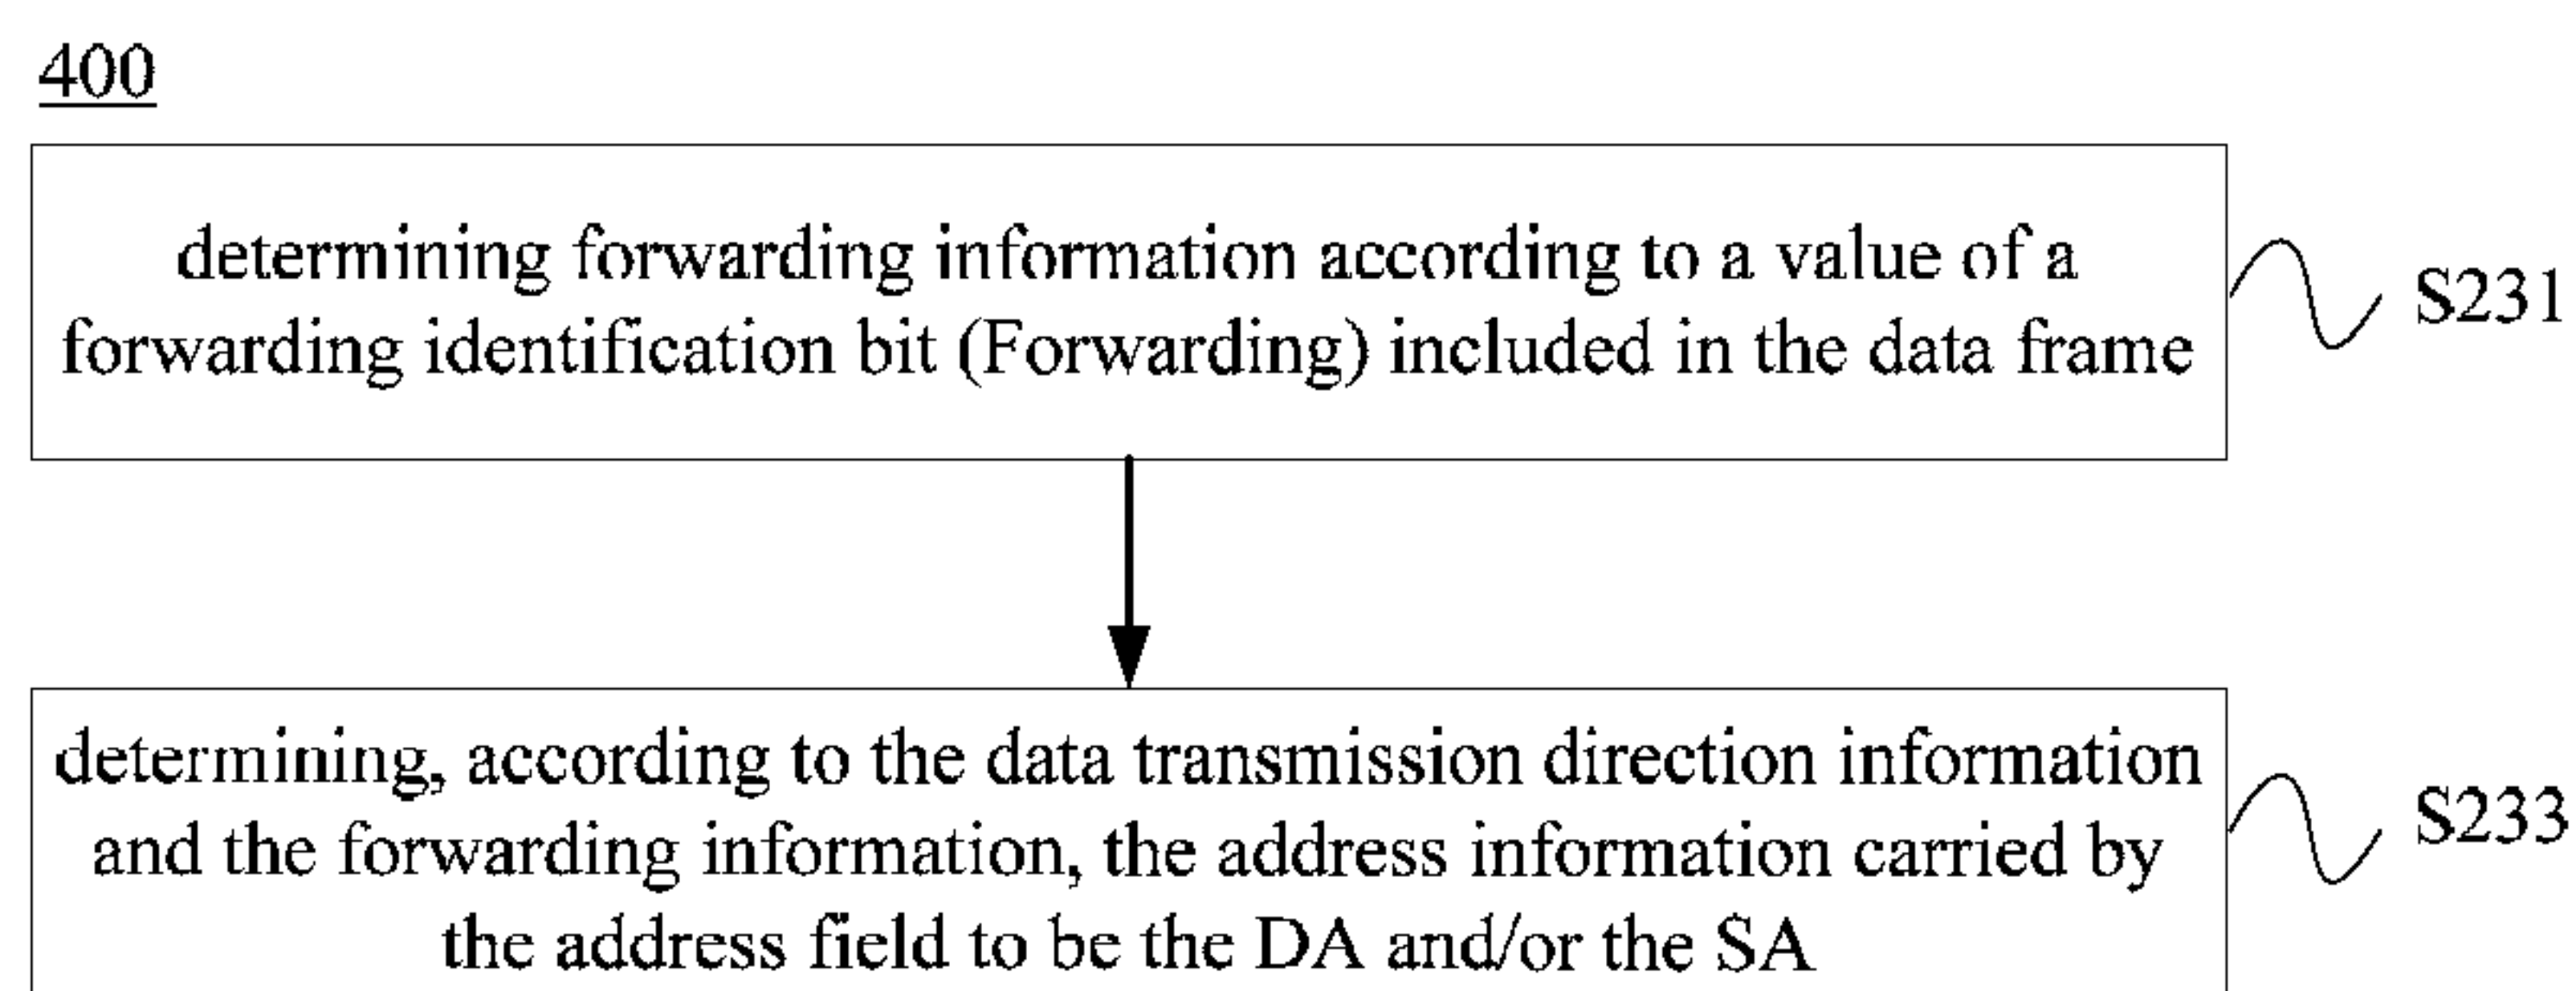 400
determining forwarding information according to a value of a
forwarding identification bit (Forwarding) included in the data frame
S231
determining, according to the data transmission direction information
and the forwarding information, the address information carried by
the address field to be the DA and/or the SA
S233